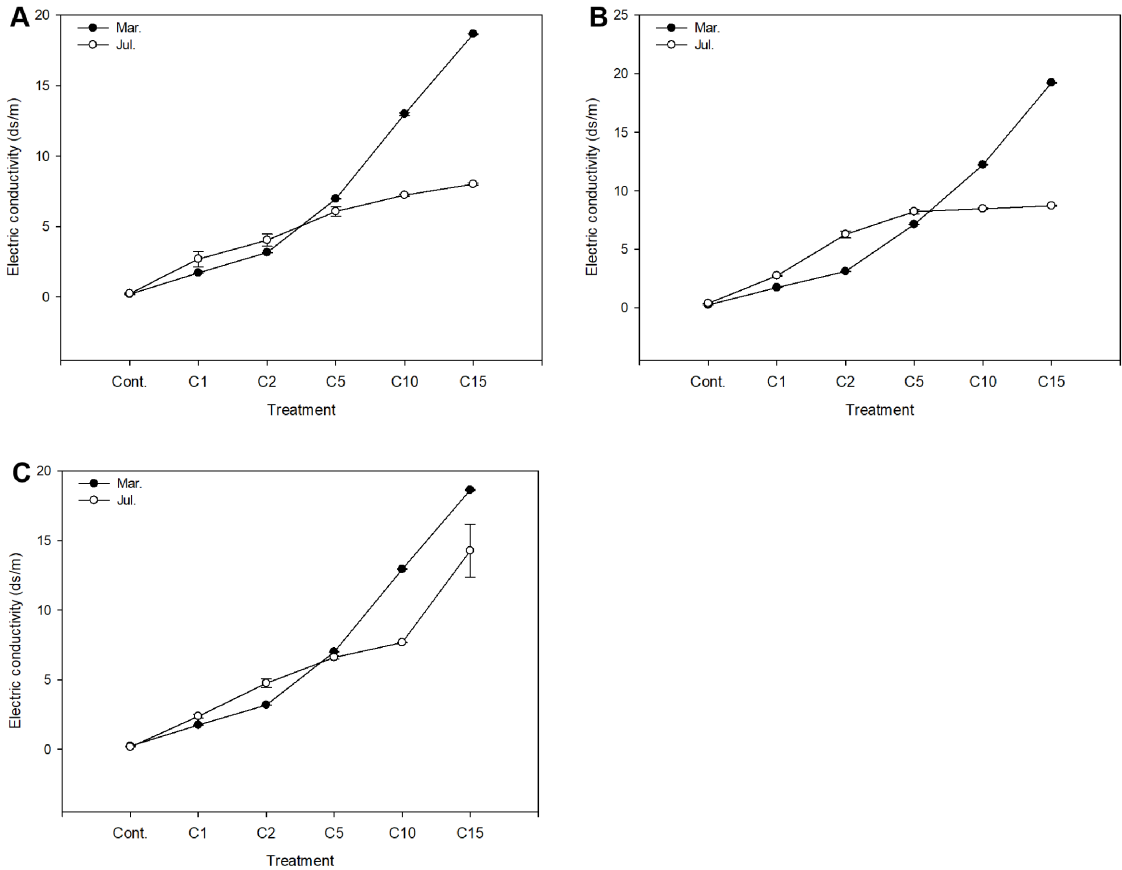 A
Mar.
Jul.
Electric conductivity (ds/m)
20
15
10
5
0
Cont. C1 C2 C5 C10 C15
Treatment
B
Mar.
Jul.
Electric conductivity (ds/m)
25
20
15
10
5
0
Cont. C1 C2 C5 C10 C15
Treatment
C
Mar.
Jul.
Electric conductivity (ds/m)
20
15
10
5
0
Cont. C1 C2 C5 C10 C15
Treatment